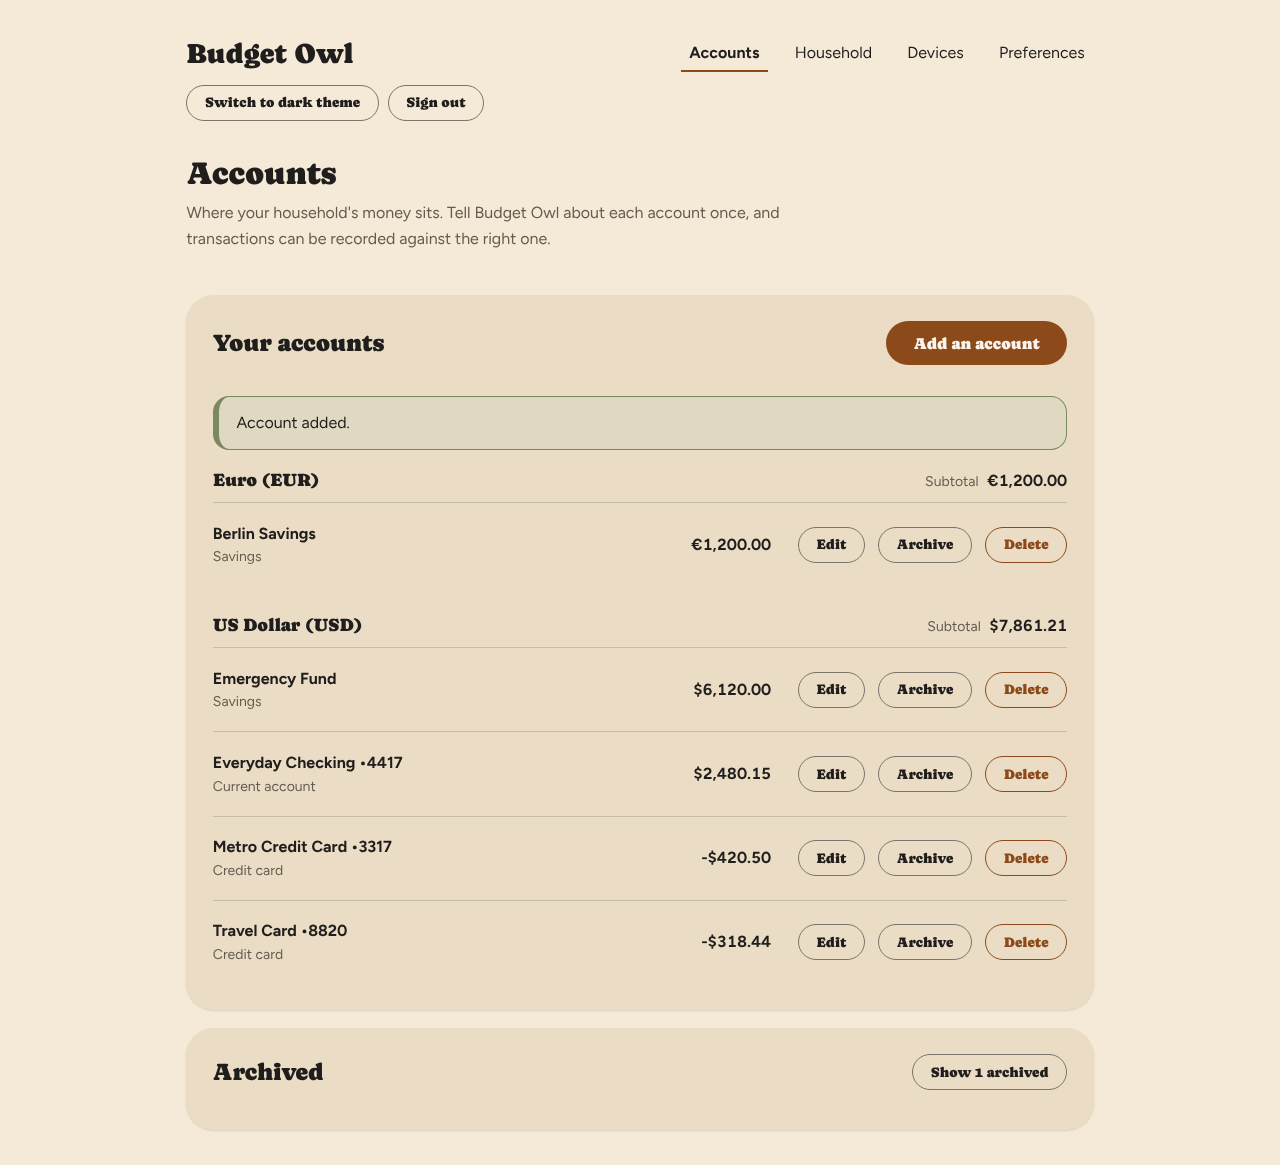 Budget Owl
Accounts Household Devices Preferences
Switch to dark theme Sign out
Accounts
Where your household's money sits. Tell Budget Owl about each account once, and
transactions can be recorded against the right one.
Your accounts Add an account
Account added.
Euro (EUR) Subtotal €1,200.00
Berlin Savings
Savings
€1,200.00 Edit Archive Delete
US Dollar (USD) Subtotal $7,861.21
Emergency Fund
Savings
$6,120.00 Edit Archive Delete
Everyday Checking •4417
Current account
$2,480.15 Edit Archive Delete
Metro Credit Card •3317
Credit card
-$420.50 Edit Archive Delete
Travel Card •8820
Credit card
-$318.44 Edit Archive Delete
Archived Show 1 archived